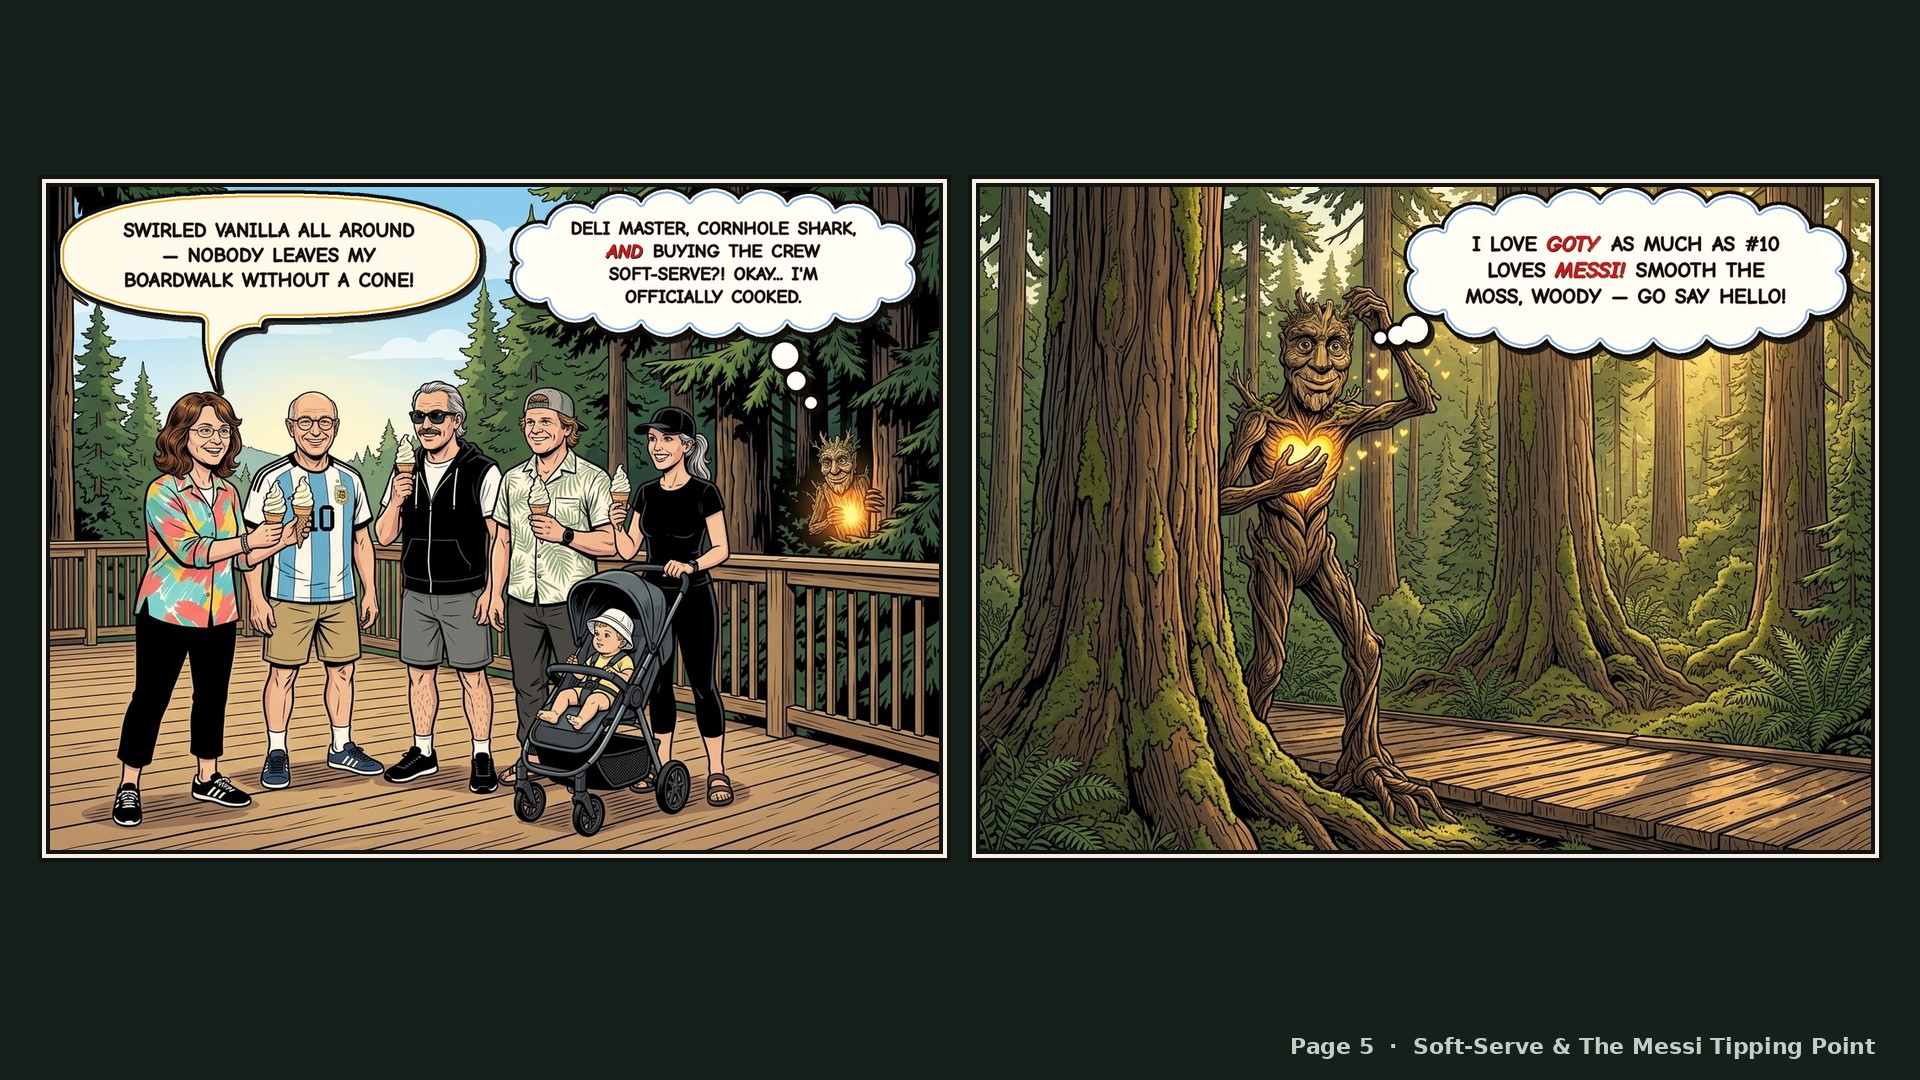 SWIRLED VANILLA ALL AROUND
— NOBODY LEAVES MY
BOARDWALK WITHOUT A CONE!
DELI MASTER, CORNHOLE SHARK,
AND BUYING THE CREW
SOFT-SERVE?! OKAY... I'M
OFFICIALLY COOKED.
10
I LOVE GOTY AS MUCH AS #10
LOVES MESSI! SMOOTH THE
MOSS, WOODY — GO SAY HELLO!
Page 5 · Soft-Serve & The Messi Tipping Point